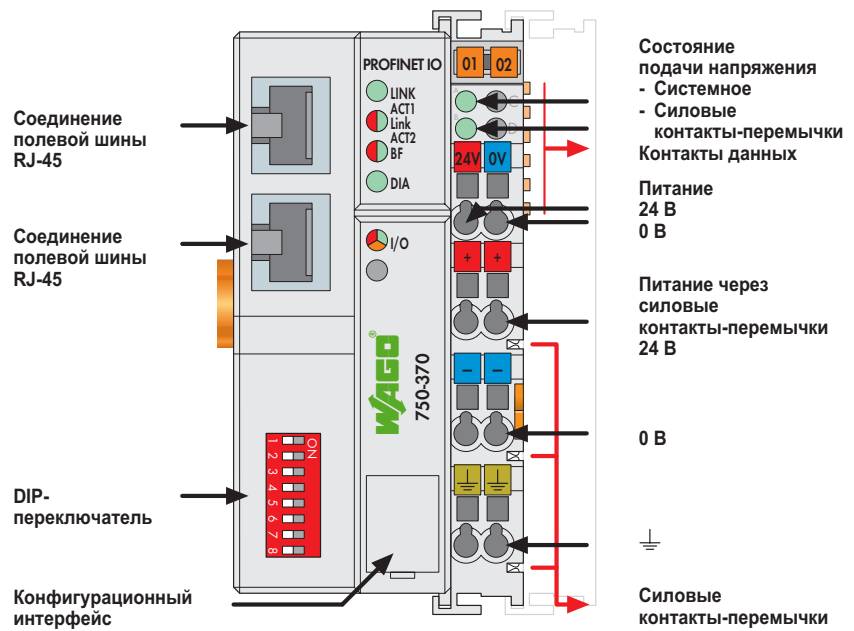 Соединение
полевой шины
RJ-45
Соединение
полевой шины
RJ-45
DIP-
переключатель
Конфигурационный
интерфейс
PROFINET IO
LINK
ACT1
Link
ACT2
BF
DIA
I/O
WAGO
®
750-370
ON
1
2
3
4
5
6
7
8
01 02
A
C
B
D
24V 0V
+ +
– –
Состояние
подачи напряжения
- Системное
- Силовые
контакты-перемычки
Контакты данных
Питание
24 В
0 В
Питание через
силовые
контакты-перемычки
24 В
0 В
Силовые
контакты-перемычки